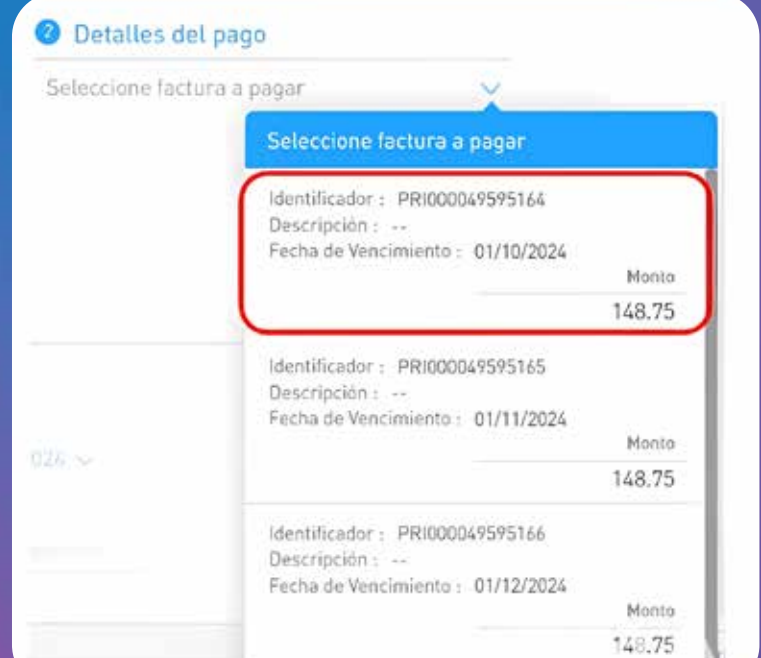 2 Detalles del pago
Seleccione factura a pagar
Seleccione factura a pagar
Identificador : PRI000049595164
Descripción : --
Fecha de Vencimiento : 01/10/2024
Monto
148.75
Identificador : PRI000049595165
Descripción : --
Fecha de Vencimiento : 01/11/2024
Monto
148.75
024
Identificador : PRI000049595166
Descripción : --
Fecha de Vencimiento : 01/12/2024
Monto
148.75